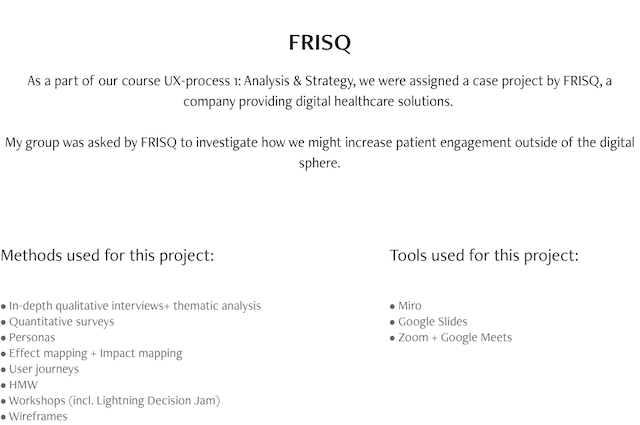 FRISQ
As a part of our course UX-process 1: Analysis & Strategy, we were assigned a case project by FRISQ, a
company providing digital healthcare solutions.
My group was asked by FRISQ to investigate how we might increase patient engagement outside of the digital
sphere.
Methods used for this project:
• In-depth qualitative interviews+ thematic analysis
• Quantitative surveys
• Personas
• Effect mapping + Impact mapping
• User journeys
• HMW
• Workshops (incl. Lightning Decision Jam)
• Wireframes
Tools used for this project:
• Miro
• Google Slides
• Zoom + Google Meets